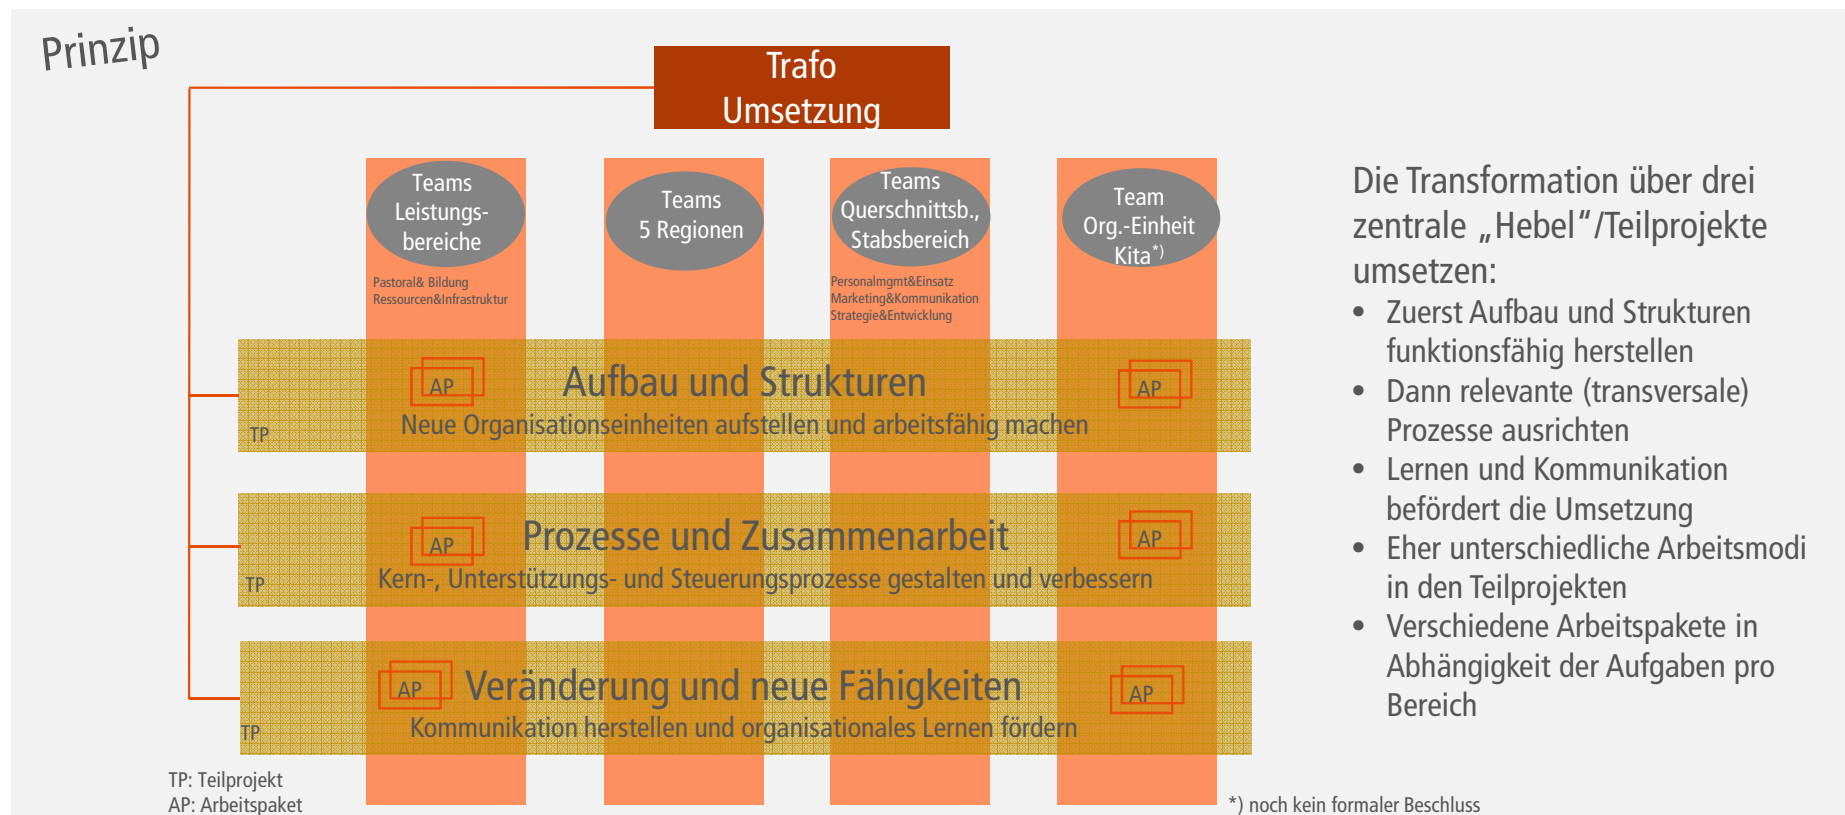 Prinzip
Trafo
Umsetzung
Teams
Leistungs-
bereiche
Teams
5 Regionen
Teams
Querschnittsb.,
Stabsbereich
Team
Org.-Einheit
Kita*)
Pastoral& Bildung
Ressourcen&Infrastruktur
Personalmgmt&Einsatz
Marketing&Kommunikation
Strategie&Entwicklung
AP
Aufbau und Strukturen
AP
Neue Organisationseinheiten aufstellen und arbeitsfähig machen
TP
AP
Prozesse und Zusammenarbeit
AP
Kern-, Unterstützungs- und Steuerungsprozesse gestalten und verbessern
TP
AP
Veränderung und neue Fähigkeiten
AP
Kommunikation herstellen und organisationales Lernen fördern
TP
TP: Teilprojekt
AP: Arbeitspaket
*) noch kein formaler Beschluss
Die Transformation über drei
zentrale „Hebel“/Teilprojekte
umsetzen:
• Zuerst Aufbau und Strukturen
funktionsfähig herstellen
• Dann relevante (transversale)
Prozesse ausrichten
• Lernen und Kommunikation
befördert die Umsetzung
• Eher unterschiedliche Arbeitsmodi
in den Teilprojekten
• Verschiedene Arbeitspakete in
Abhängigkeit der Aufgaben pro
Bereich